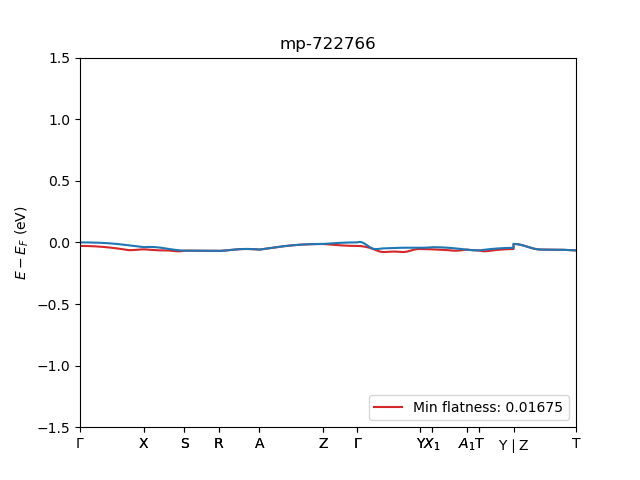 mp-722766
E − E_F (eV)
1.5
1.0
0.5
0.0
−0.5
−1.0
−1.5
Min flatness: 0.01675
Γ X S R A Z Γ Y X₁ A₁ T Y | Z T